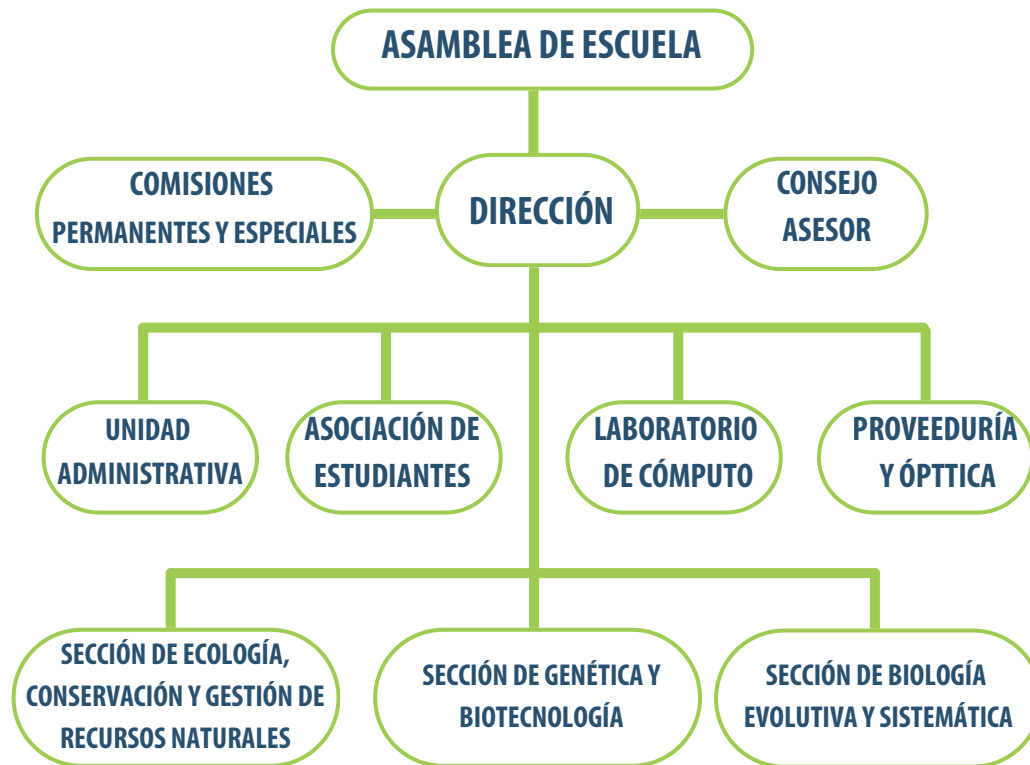 ASAMBLEA DE ESCUELA
COMISIONES
PERMANENTES Y ESPECIALES
DIRECCIÓN
CONSEJO
ASESOR
UNIDAD
ADMINISTRATIVA
ASOCIACIÓN DE
ESTUDIANTES
LABORATORIO
DE CÓMPUTO
PROVEEDURÍA
Y ÓPTTICA
SECCIÓN DE ECOLOGÍA,
CONSERVACIÓN Y GESTIÓN DE
RECURSOS NATURALES
SECCIÓN DE GENÉTICA Y
BIOTECNOLOGÍA
SECCIÓN DE BIOLOGÍA
EVOLUTIVA Y SISTEMÁTICA